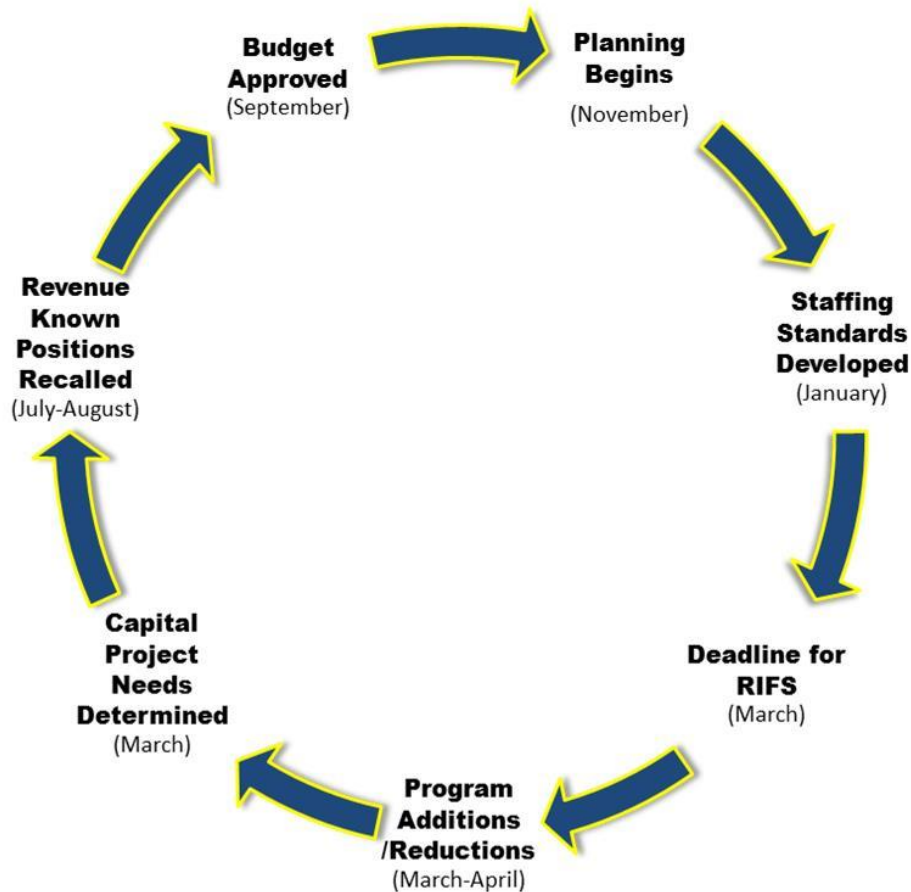 Budget
Approved
(September)
Planning
Begins
(November)
Staffing
Standards
Developed
(January)
Deadline for
RIFS
(March)
Program
Additions
/Reductions
(March-April)
Capital
Project
Needs
Determined
(March)
Revenue
Known
Positions
Recalled
(July-August)